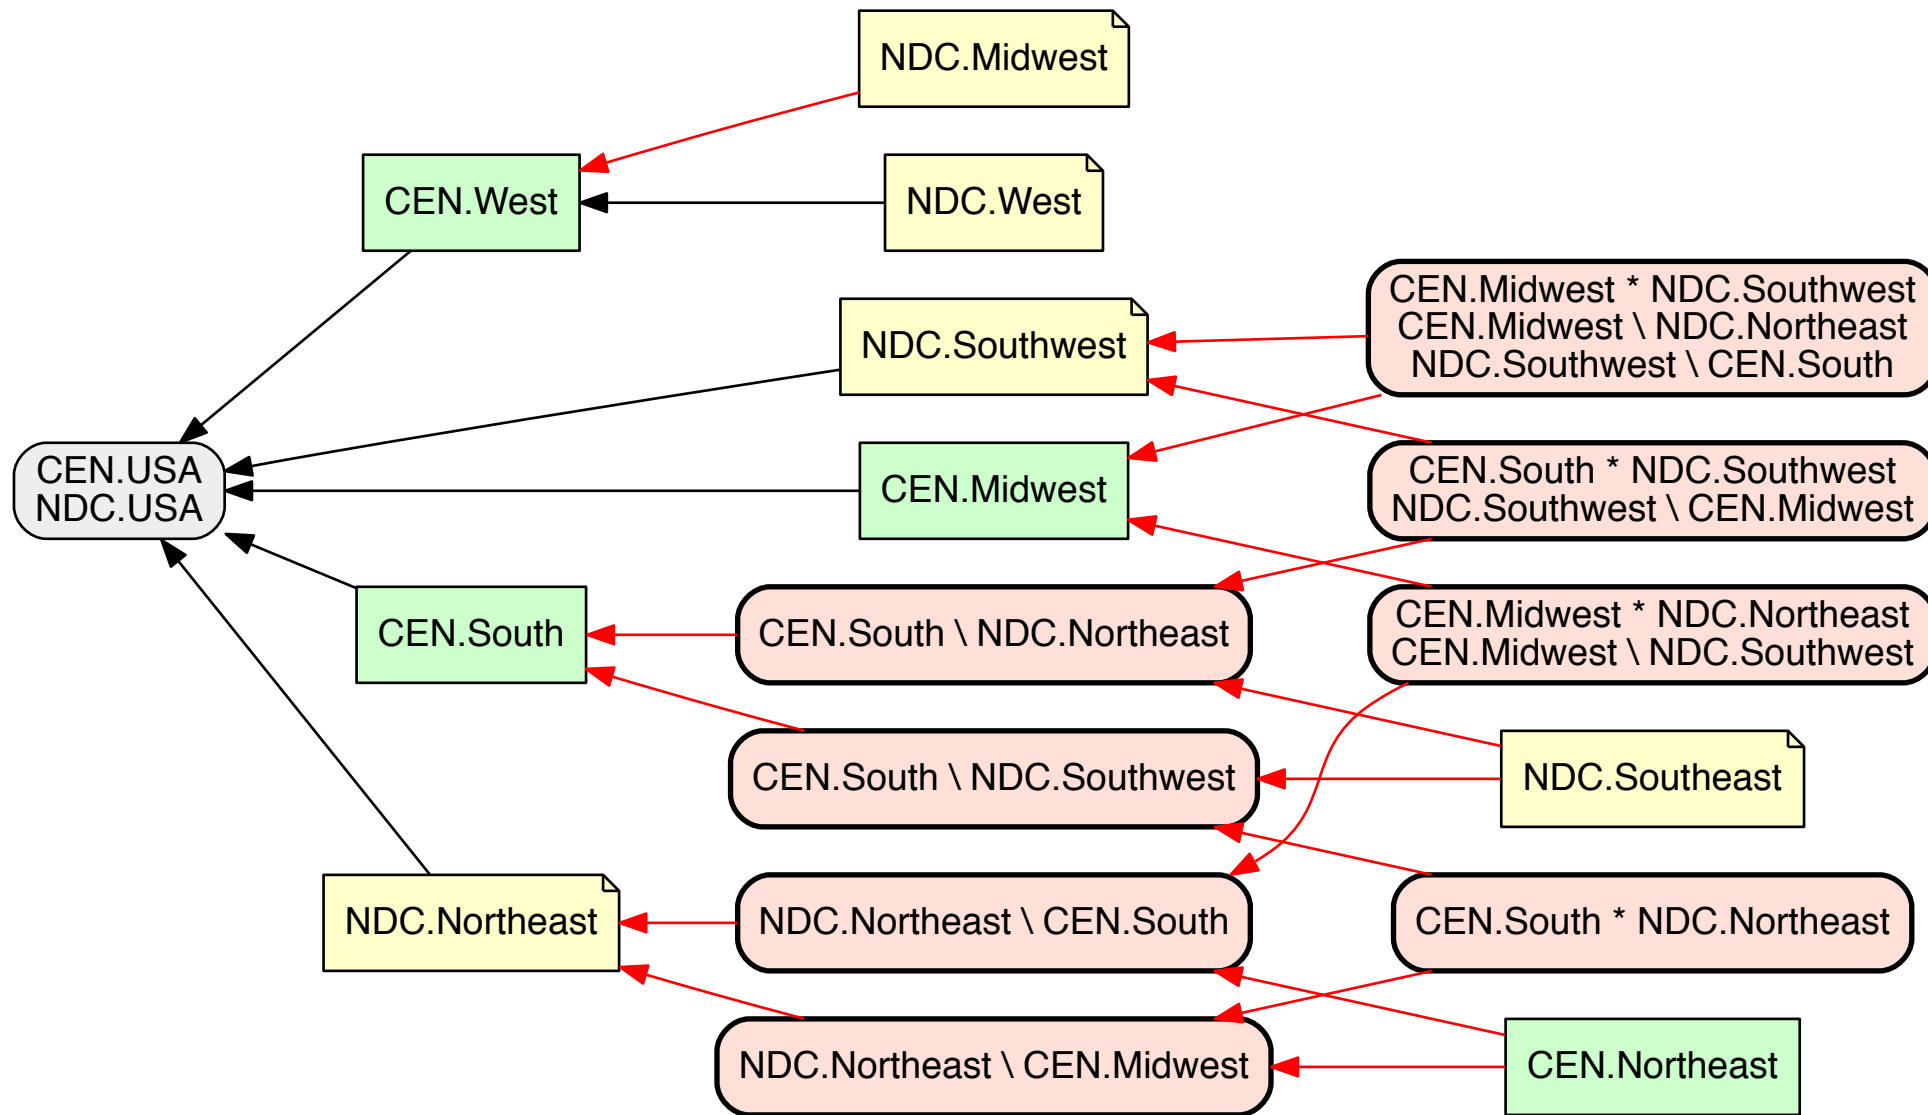 NDC.Midwest
CEN.West
NDC.West
CEN.Midwest * NDC.Southwest
CEN.Midwest \ NDC.Northeast
NDC.Southwest \ CEN.South
NDC.Southwest
CEN.USA
NDC.USA
CEN.Midwest
CEN.South * NDC.Southwest
NDC.Southwest \ CEN.Midwest
CEN.South
CEN.South \ NDC.Northeast
CEN.Midwest * NDC.Northeast
CEN.Midwest \ NDC.Southwest
CEN.South \ NDC.Southwest
NDC.Southeast
NDC.Northeast
NDC.Northeast \ CEN.South
CEN.South * NDC.Northeast
NDC.Northeast \ CEN.Midwest
CEN.Northeast